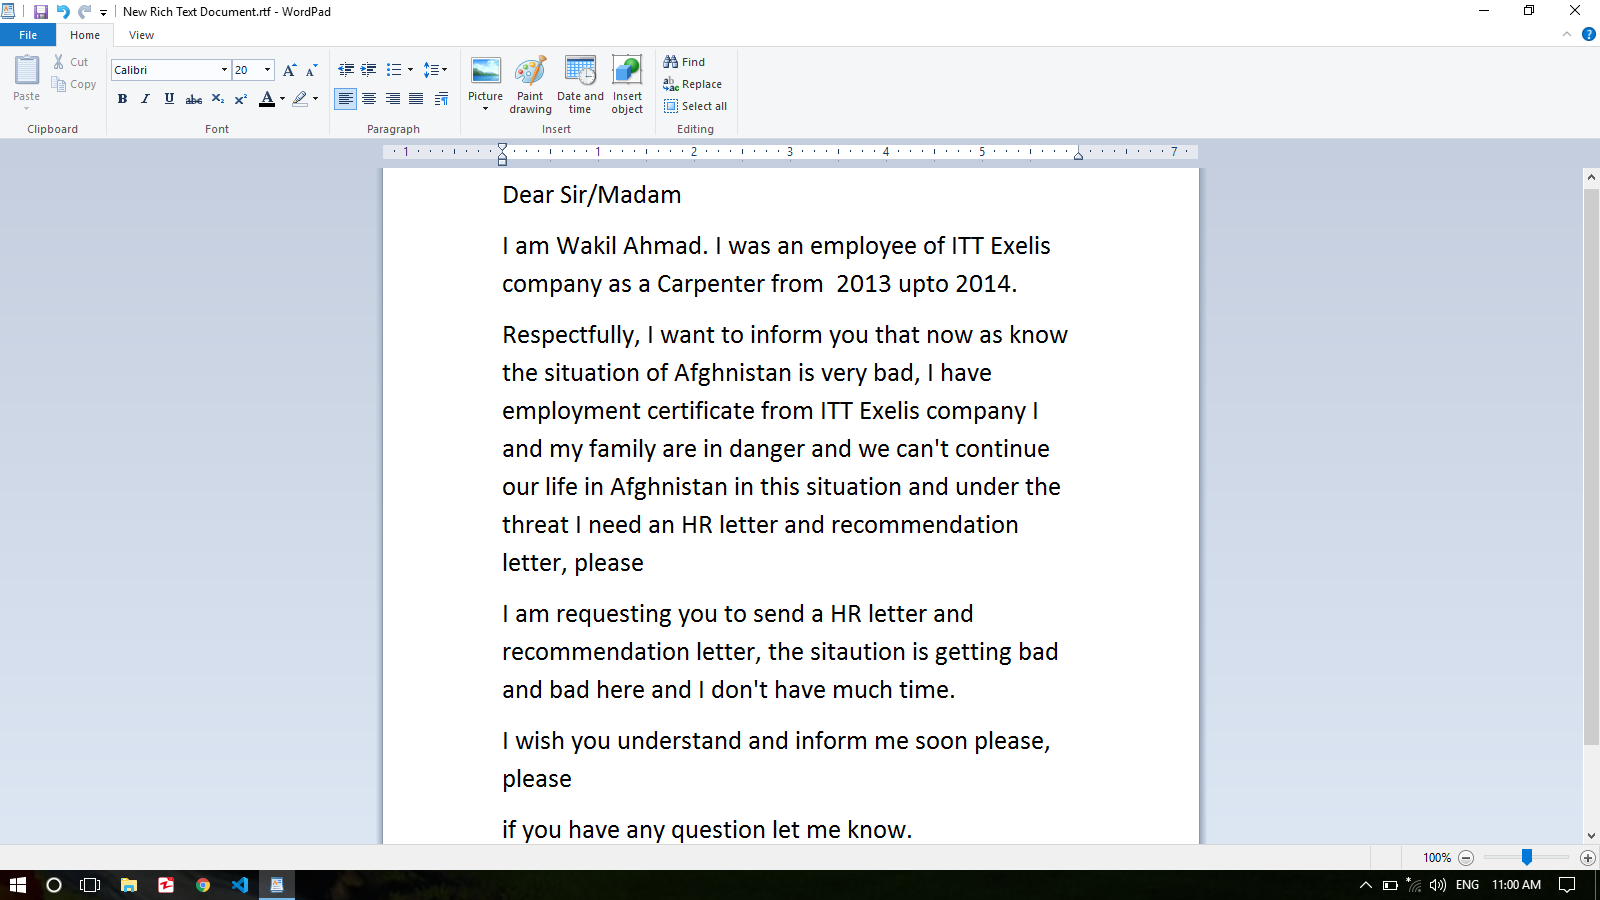 New Rich Text Document.rtf - WordPad
File Home View
Paste
Cut
Copy
Clipboard
Calibri 20
B I U abc X₂ X² A
Font
Paragraph
Picture
Paint drawing
Date and time
Insert object
Insert
Find
Replace
Select all
Editing
1 1 2 3 4 5 7
Dear Sir/Madam
I am Wakil Ahmad. I was an employee of ITT Exelis
company as a Carpenter from  2013 upto 2014.
Respectfully, I want to inform you that now as know
the situation of Afghnistan is very bad, I have
employment certificate from ITT Exelis company I
and my family are in danger and we can't continue
our life in Afghnistan in this situation and under the
threat I need an HR letter and recommendation
letter, please
I am requesting you to send a HR letter and
recommendation letter, the sitaution is getting bad
and bad here and I don't have much time.
I wish you understand and inform me soon please,
please
if you have any question let me know.
100%
ENG 11:00 AM